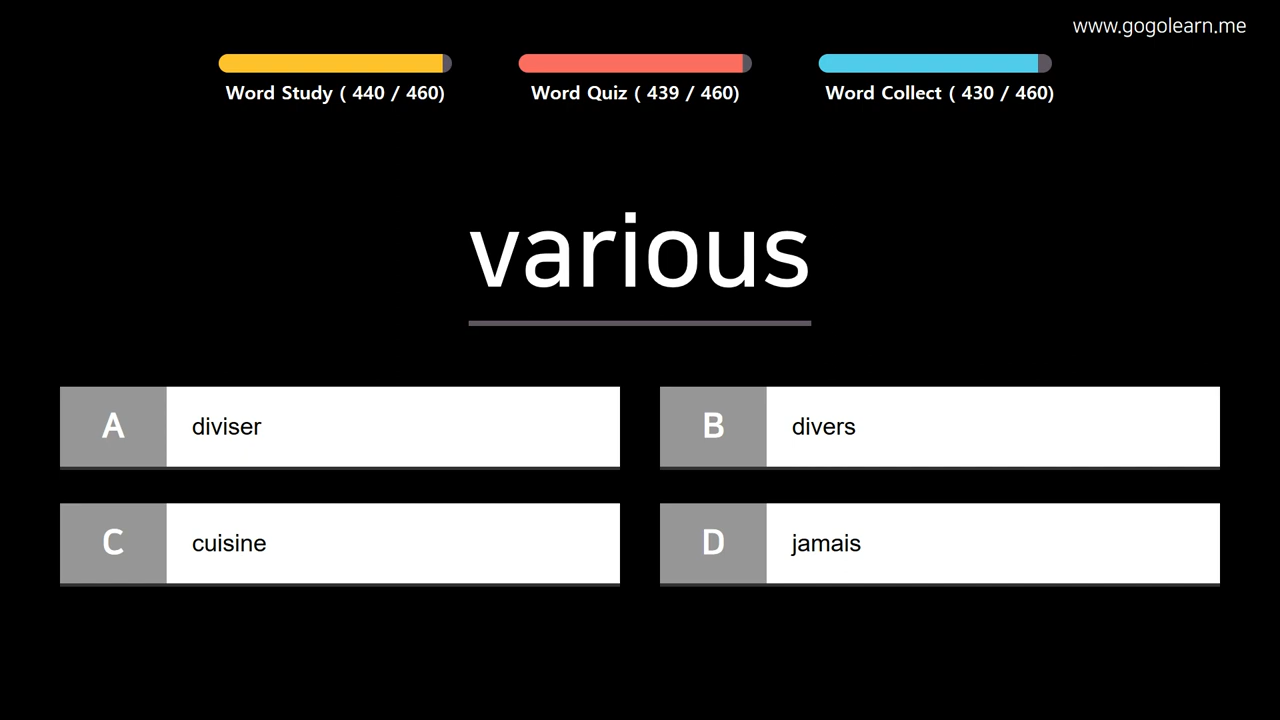 www.gogolearn.me
Word Study ( 440 / 460)
Word Quiz ( 439 / 460)
Word Collect ( 430 / 460)
various
A diviser
B divers
C cuisine
D jamais